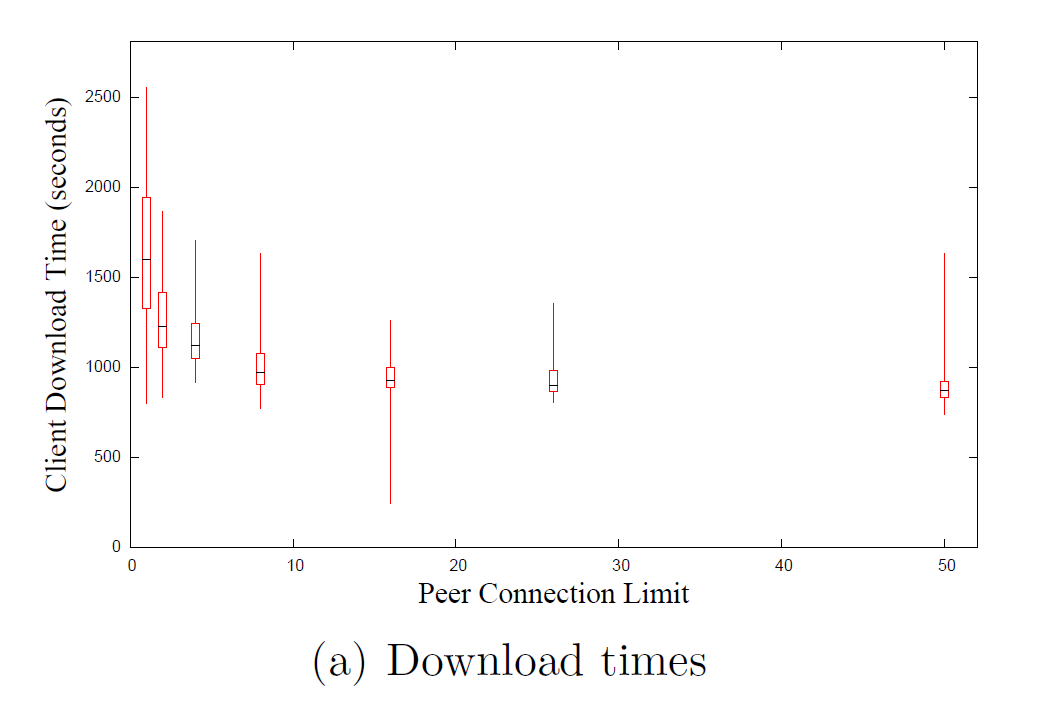 2500
2000
1500
1000
500
0
Client Download Time (seconds)
0 10 20 30 40 50
Peer Connection Limit
(a) Download times